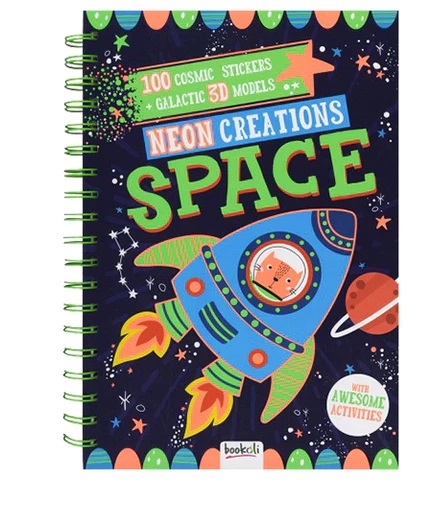 100 COSMIC STICKERS
+ GALACTIC 3D MODELS
NEON CREATIONS
SPACE
WITH
AWESOME
ACTIVITIES
bookoli